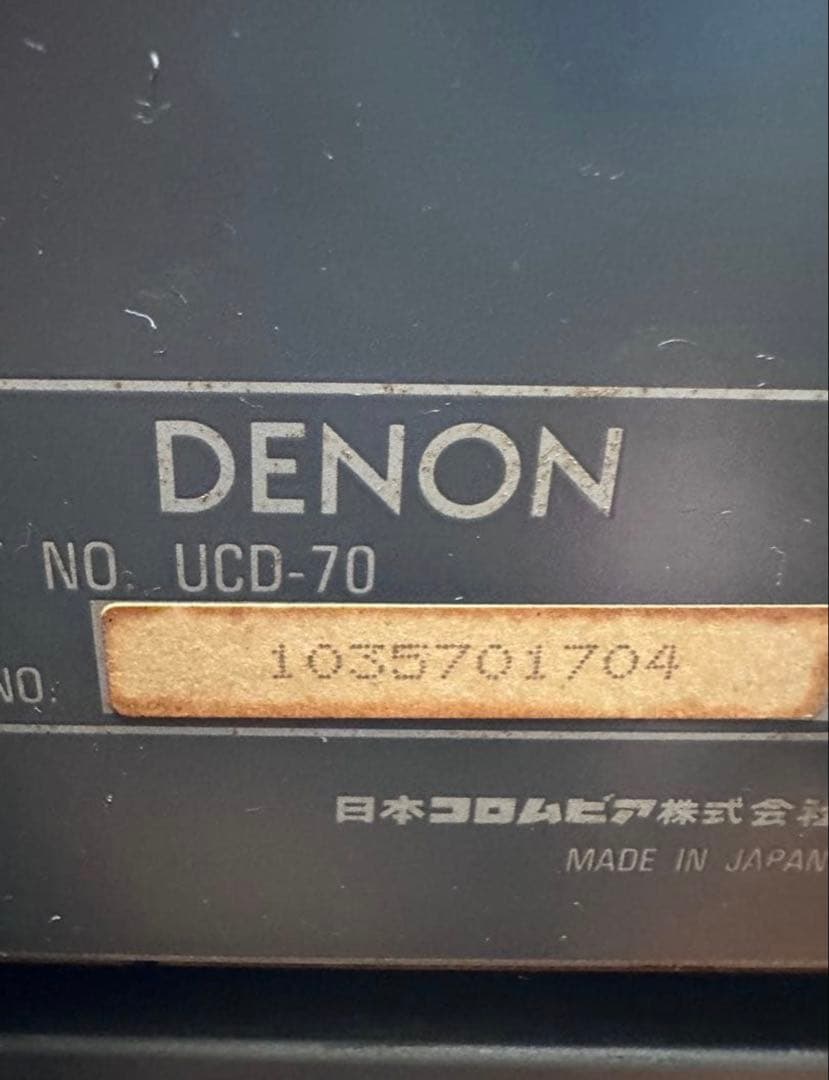 DENON
NO. UCD-70
1035701704
NO.
日本コロムビア株式会社
MADE IN JAPAN